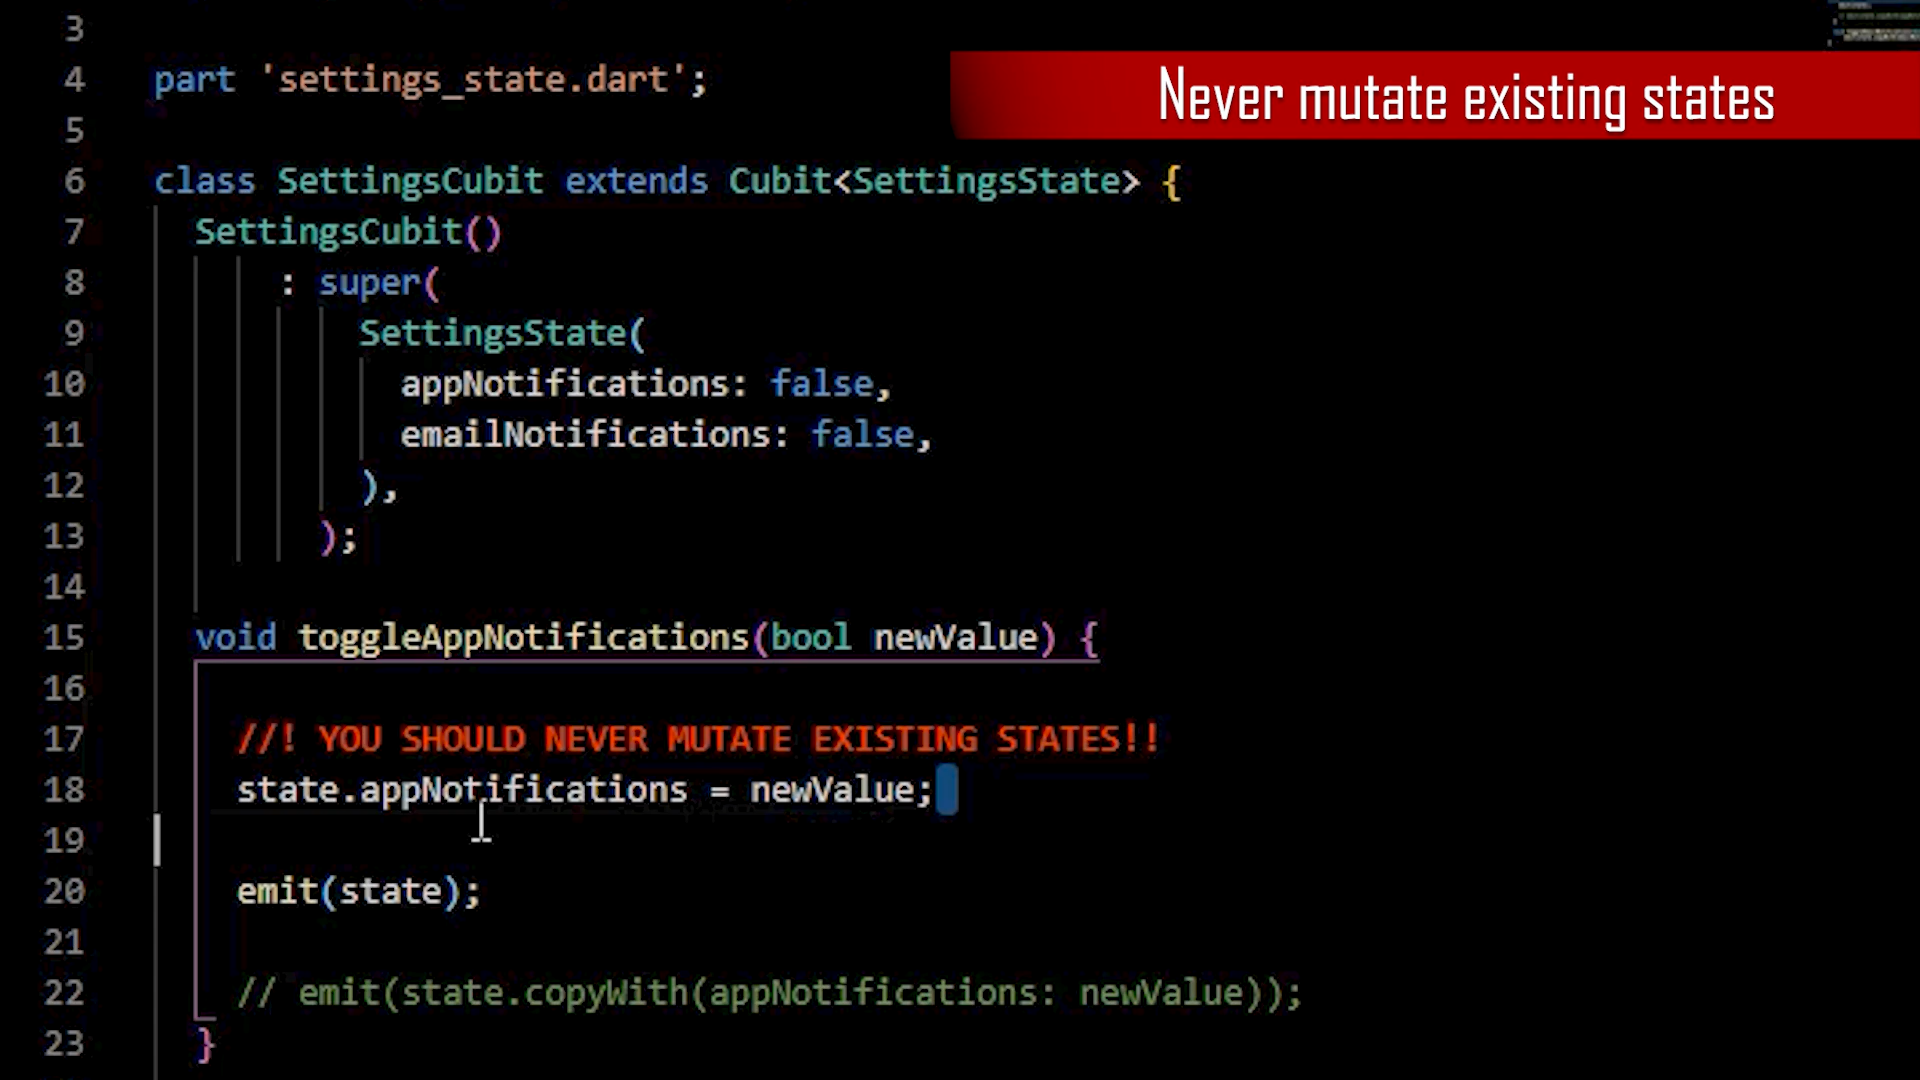 3
4 part 'settings_state.dart';
Never mutate existing states
5
6 class SettingsCubit extends Cubit<SettingsState> {
7 SettingsCubit()
8 : super(
9 SettingsState(
10 appNotifications: false,
11 emailNotifications: false,
12 ),
13 );
14
15 void toggleAppNotifications(bool newValue) {
16
17 //! YOU SHOULD NEVER MUTATE EXISTING STATES!!
18 state.appNotifications = newValue;
19
20 emit(state);
21
22 // emit(state.copyWith(appNotifications: newValue));
23 }